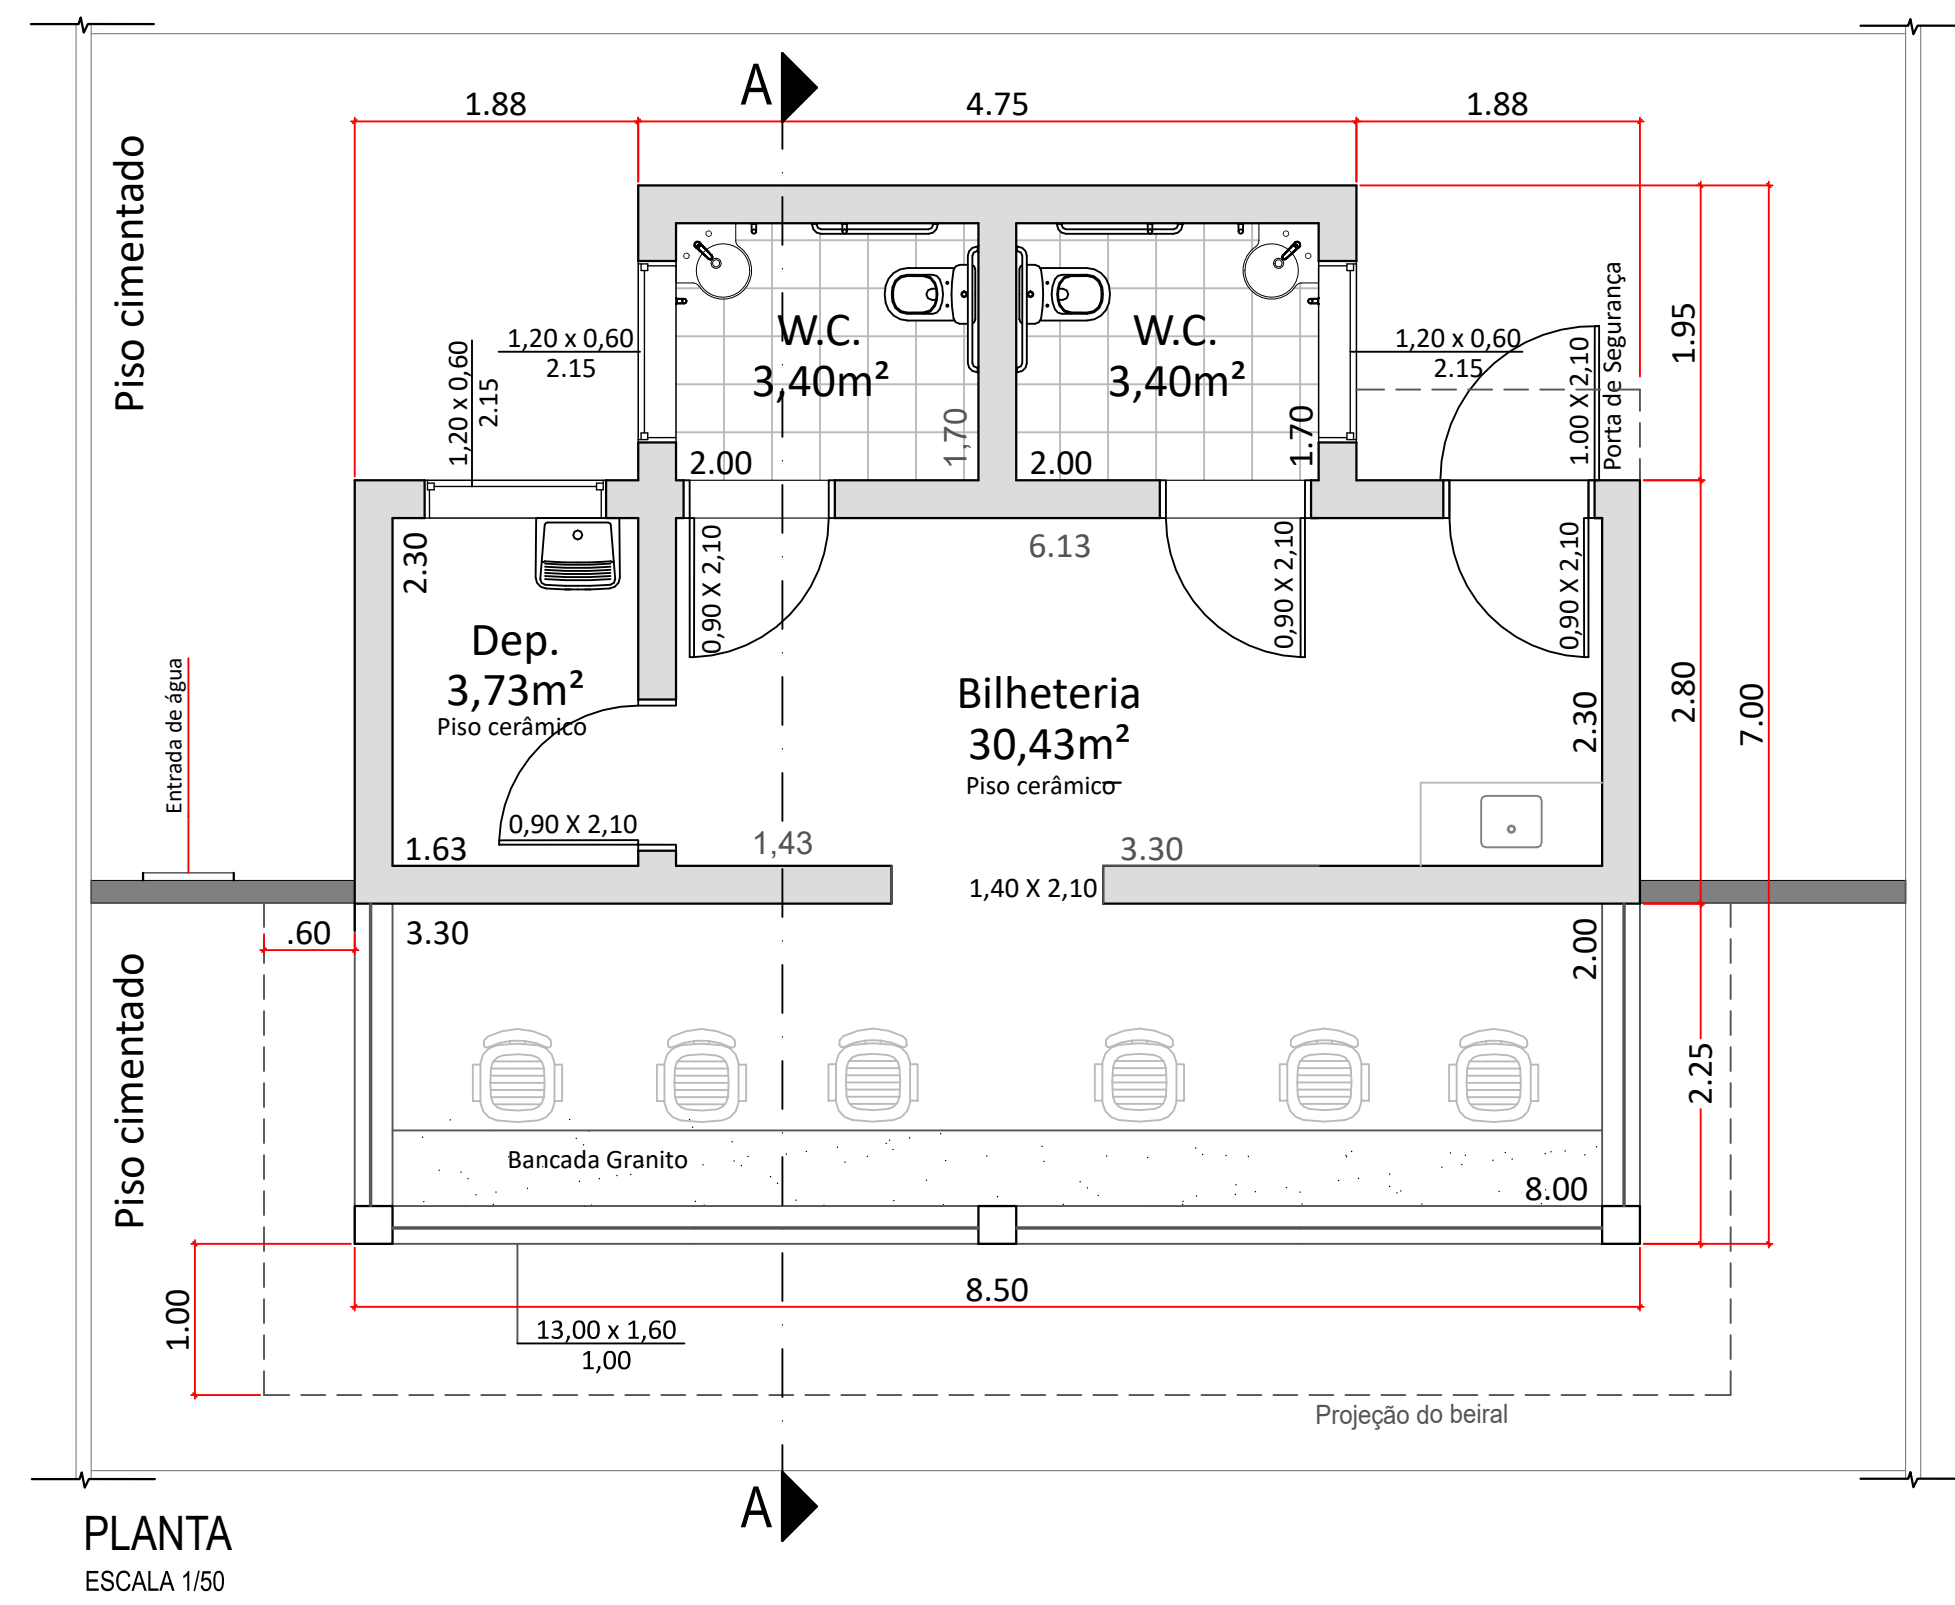 A
1.88
4.75
1.88
Piso cimentado
1,20 x 0,60
2.15
1,20 x 0,60
2.15
W.C.
3,40m²
2.00
1,70
W.C.
3,40m²
2.00
1.70
1,20 x 0,60
2.15
1.00 X 2,10
Porta de Segurança
1.95
2.30
0,90 X 2,10
6.13
0,90 X 2,10
0,90 X 2,10
Dep.
3,73m²
Piso cerâmico
Bilheteria
30,43m²
Piso cerâmico
2.30
2.80
7.00
Entrada de água
0,90 X 2,10
1.63
1,43
3.30
1,40 X 2,10
.60
3.30
2.00
Piso cimentado
2.25
Bancada Granito
8.00
1.00
8.50
13,00 x 1,60
1,00
Projeção do beiral
A
PLANTA
ESCALA 1/50